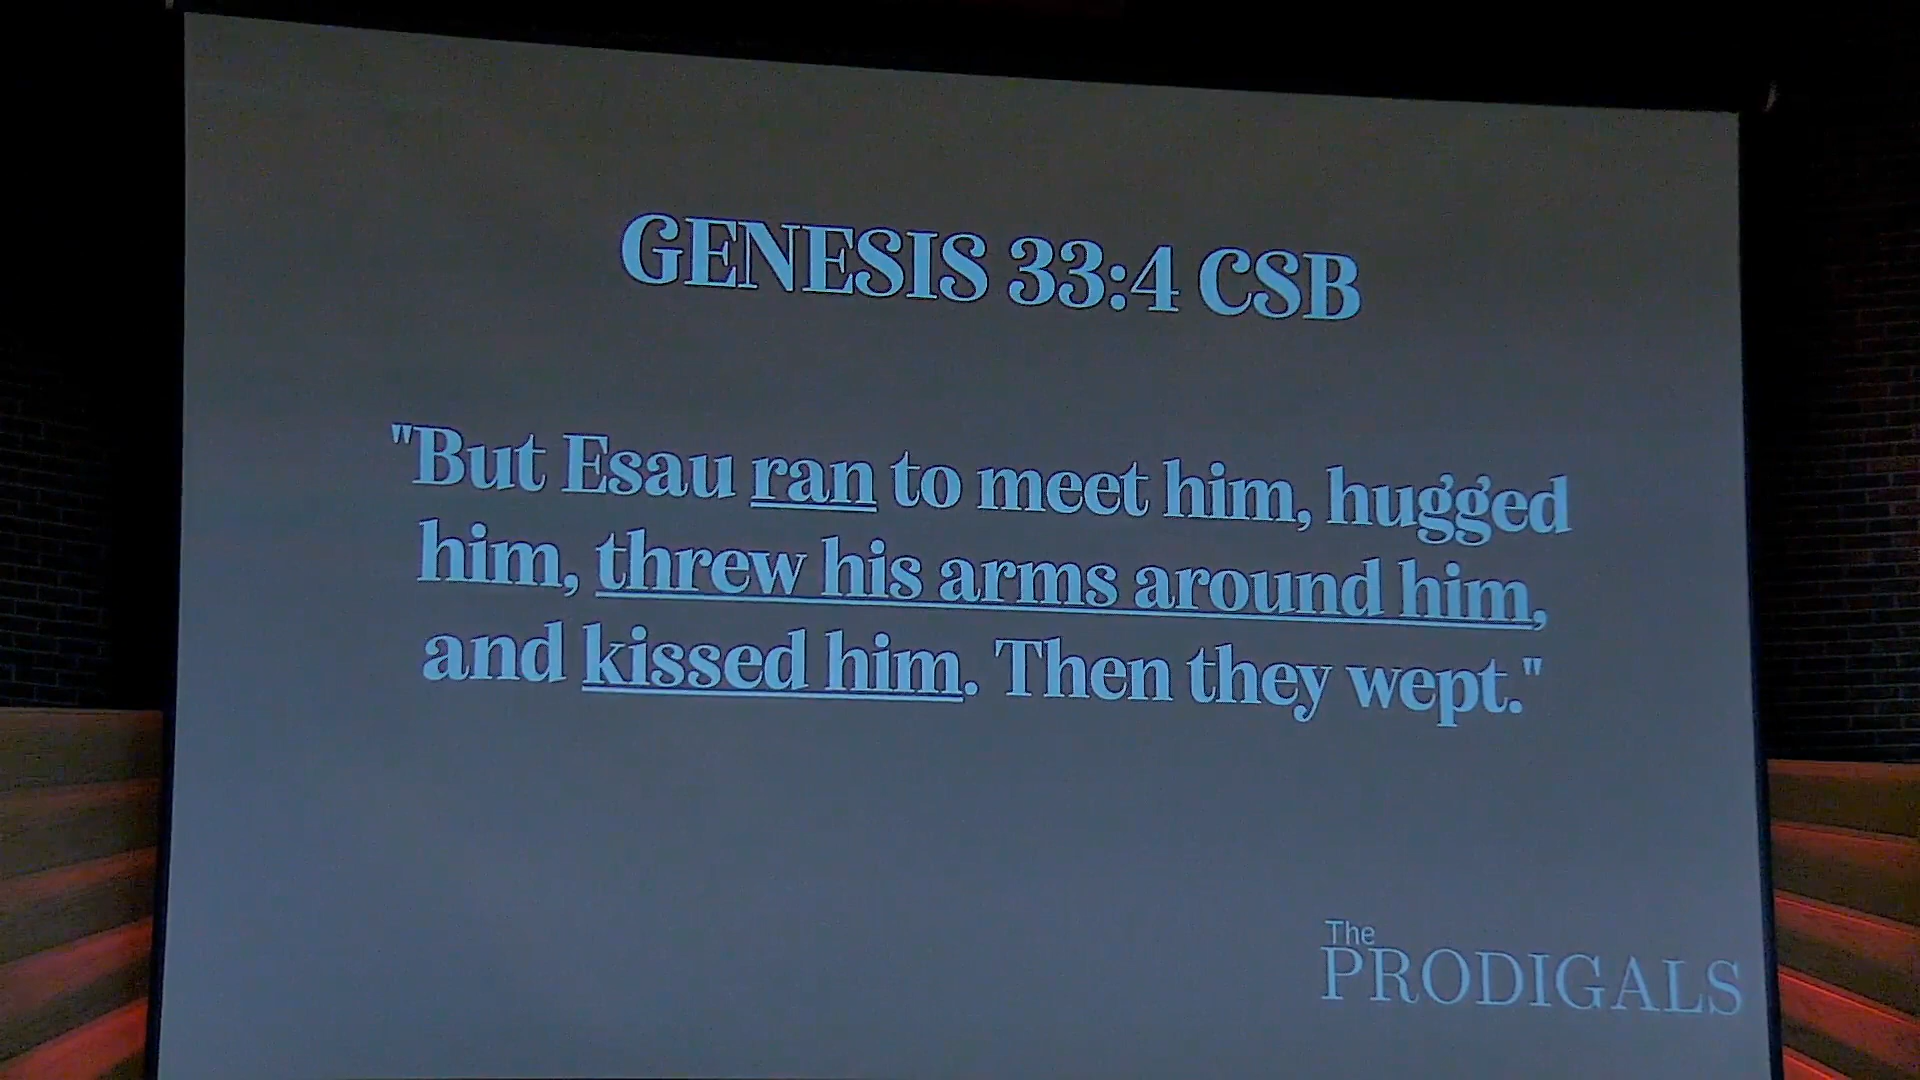 GENESIS 33:4 CSB
"But Esau ran to meet him, hugged
him, threw his arms around him,
and kissed him. Then they wept."
The
PRODIGALS